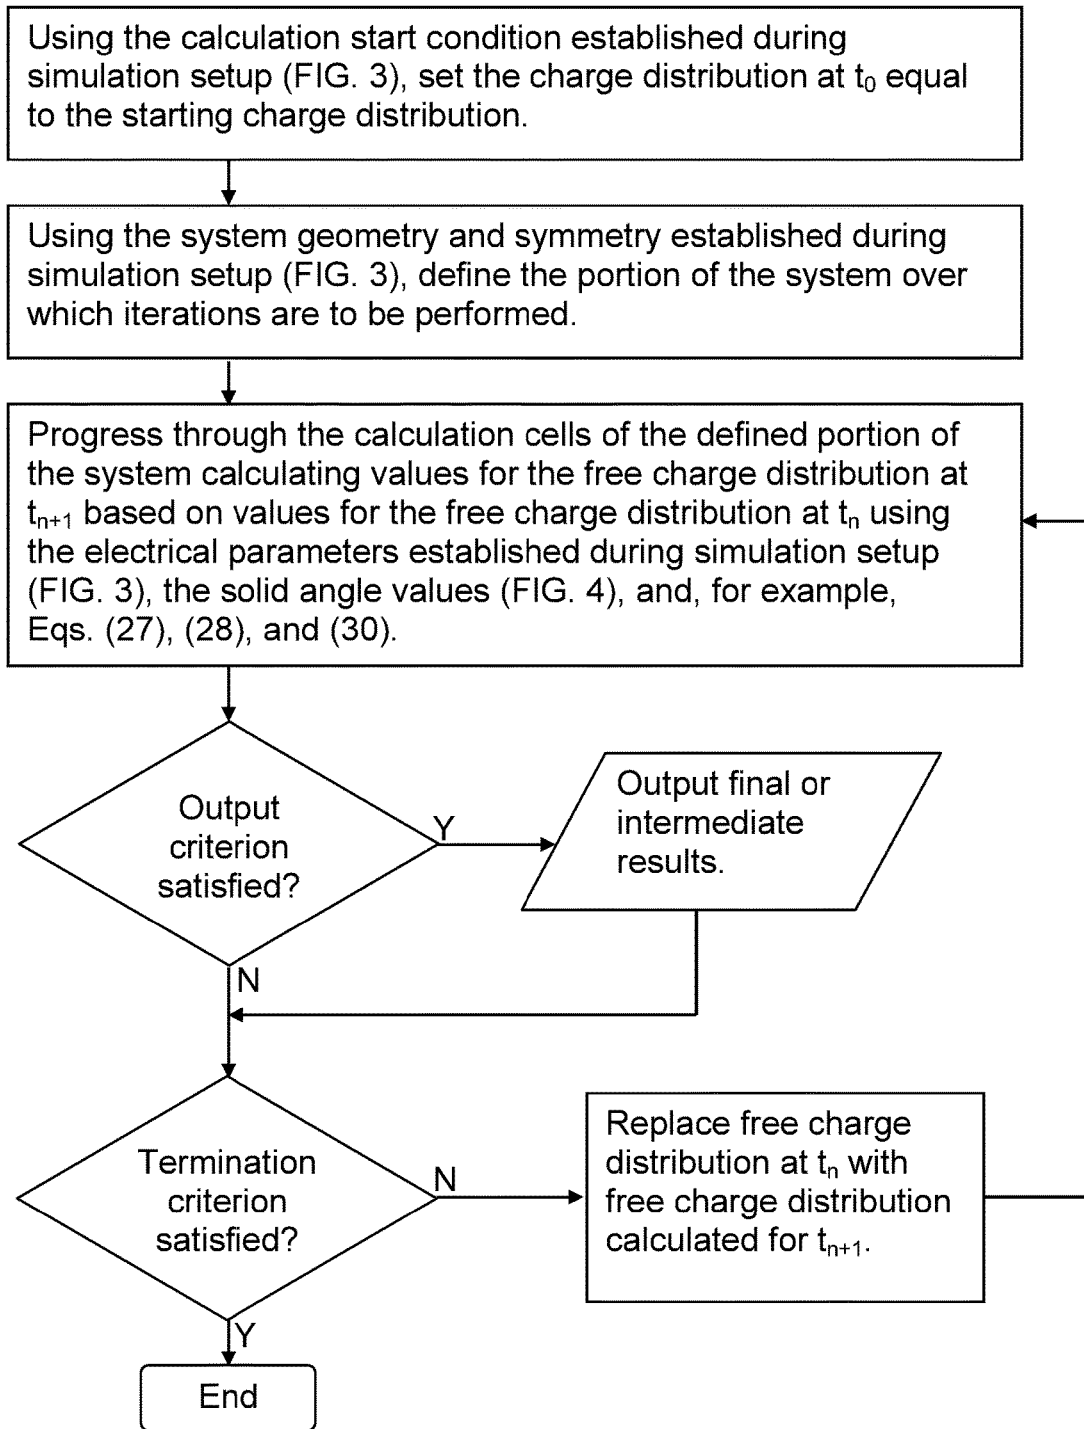 Using the calculation start condition established during
simulation setup (FIG. 3), set the charge distribution at t₀ equal
to the starting charge distribution.
Using the system geometry and symmetry established during
simulation setup (FIG. 3), define the portion of the system over
which iterations are to be performed.
Progress through the calculation cells of the defined portion of
the system calculating values for the free charge distribution at
tₙ₊₁ based on values for the free charge distribution at tₙ using
the electrical parameters established during simulation setup
(FIG. 3), the solid angle values (FIG. 4), and, for example,
Eqs. (27), (28), and (30).
Output
criterion
satisfied?
Y
Output final or
intermediate
results.
N
Termination
criterion
satisfied?
N
Replace free charge
distribution at tₙ with
free charge distribution
calculated for tₙ₊₁.
Y
End